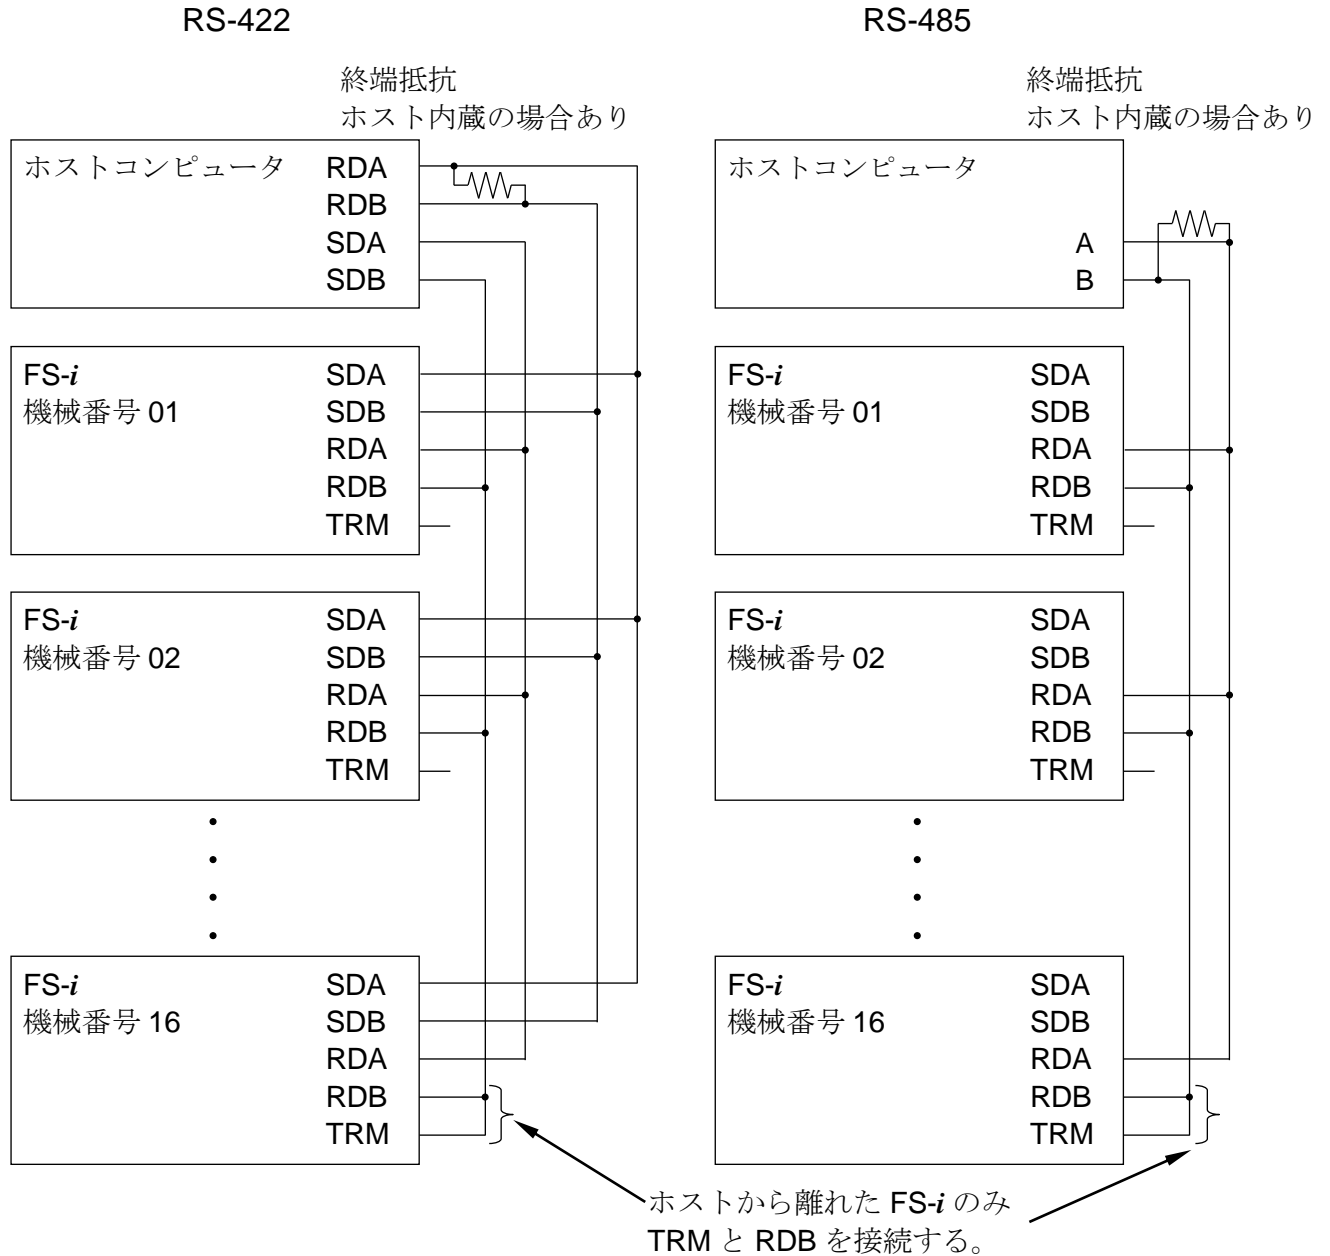 RS-422
終端抵抗
ホスト内蔵の場合あり
ホストコンピュータ
RDA
RDB
SDA
SDB
FS-i
機械番号 01
SDA
SDB
RDA
RDB
TRM
FS-i
機械番号 02
SDA
SDB
RDA
RDB
TRM
FS-i
機械番号 16
SDA
SDB
RDA
RDB
TRM
RS-485
終端抵抗
ホスト内蔵の場合あり
ホストコンピュータ
A
B
FS-i
機械番号 01
SDA
SDB
RDA
RDB
TRM
FS-i
機械番号 02
SDA
SDB
RDA
RDB
TRM
FS-i
機械番号 16
SDA
SDB
RDA
RDB
TRM
ホストから離れた FS-i のみ
TRM と RDB を接続する。